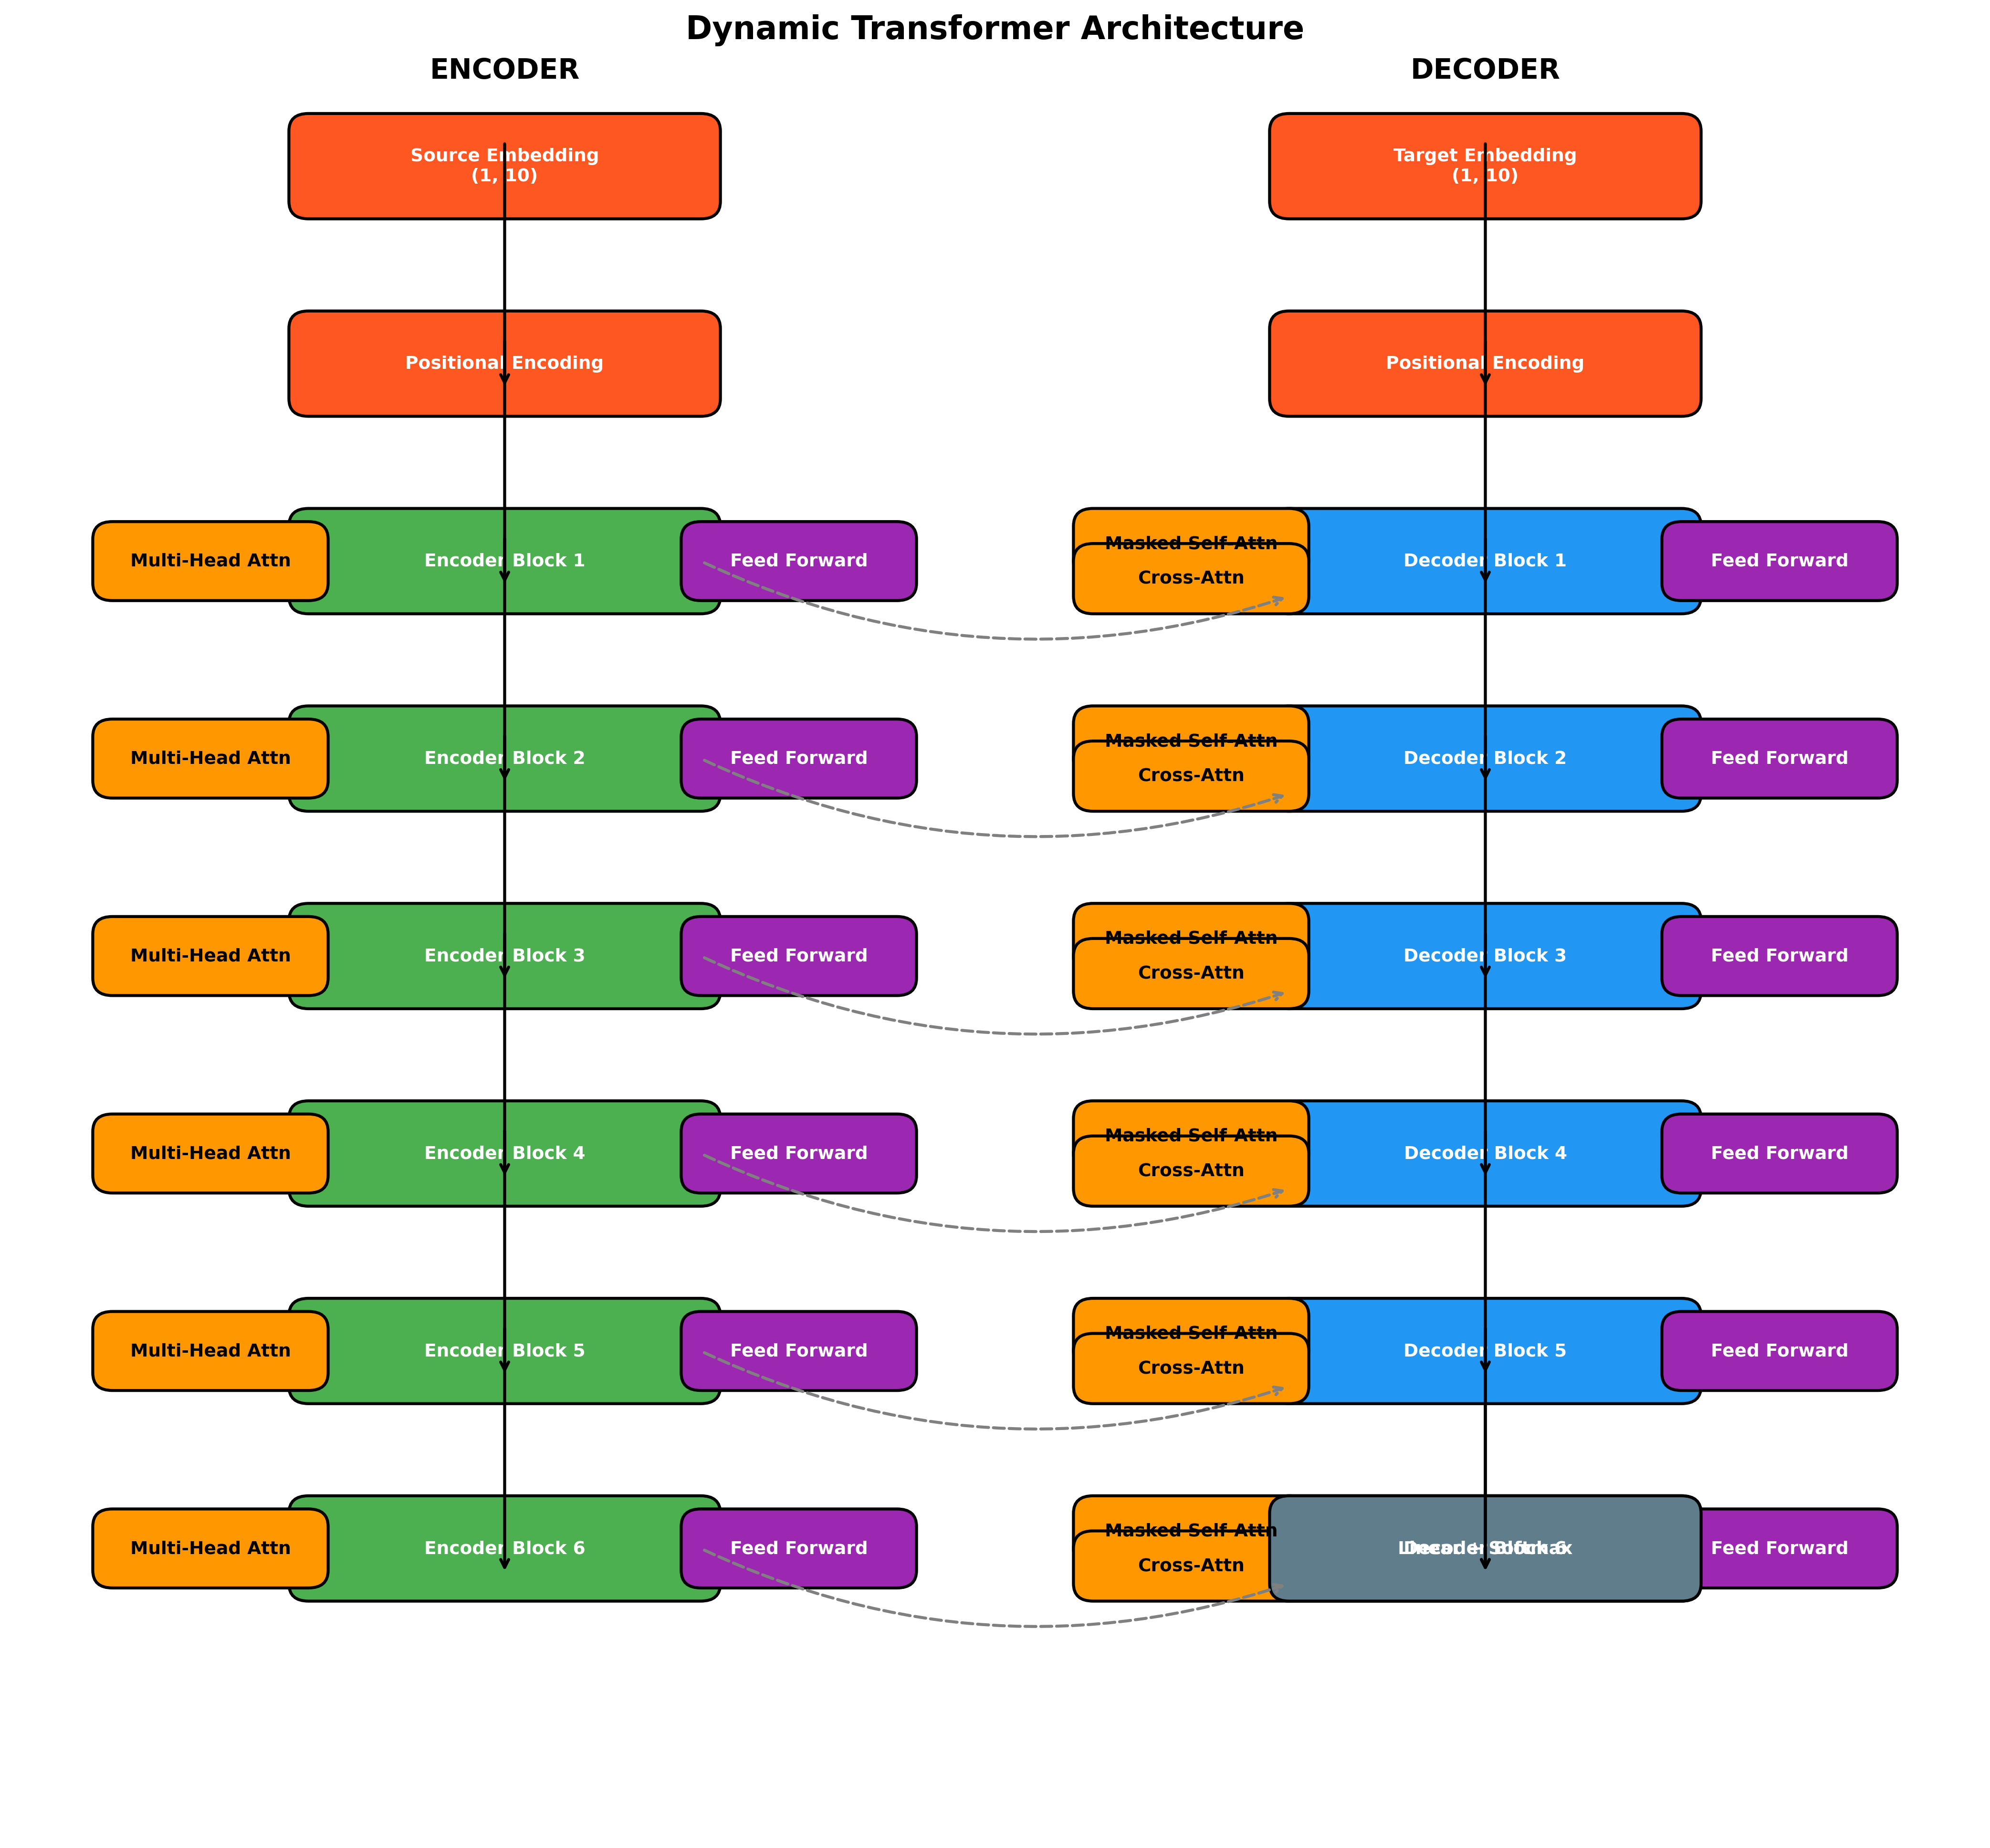 Dynamic Transformer Architecture
ENCODER
DECODER
Source Embedding
(1, 10)
Target Embedding
(1, 10)
Positional Encoding
Positional Encoding
Multi-Head Attn
Encoder Block 1
Feed Forward
Masked Self-Attn
Cross-Attn
Decoder Block 1
Feed Forward
Multi-Head Attn
Encoder Block 2
Feed Forward
Masked Self-Attn
Cross-Attn
Decoder Block 2
Feed Forward
Multi-Head Attn
Encoder Block 3
Feed Forward
Masked Self-Attn
Cross-Attn
Decoder Block 3
Feed Forward
Multi-Head Attn
Encoder Block 4
Feed Forward
Masked Self-Attn
Cross-Attn
Decoder Block 4
Feed Forward
Multi-Head Attn
Encoder Block 5
Feed Forward
Masked Self-Attn
Cross-Attn
Decoder Block 5
Feed Forward
Multi-Head Attn
Encoder Block 6
Feed Forward
Masked Self-Attn
Cross-Attn
Decoder Block 6
Linear + Softmax
Feed Forward